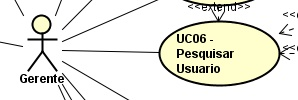 <<extend>>
<<
UC06 -
Pesquisar
Usuario
<<
Gerente